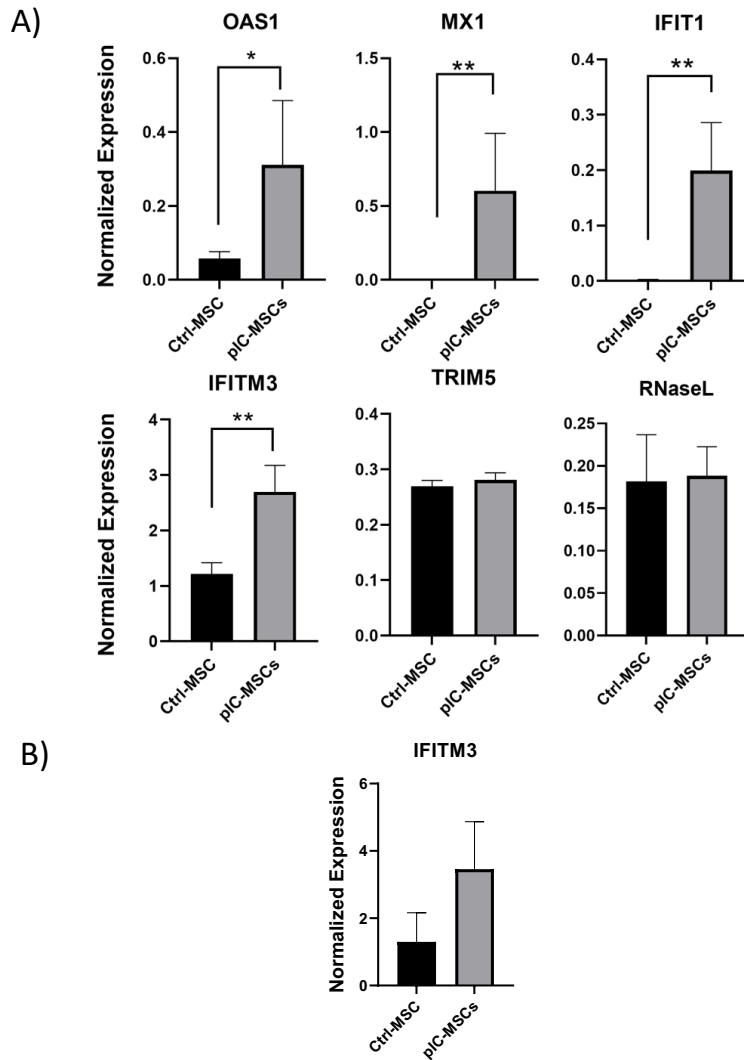 A)
OAS1
MX1
IFIT1
Normalized Expression
0.6
0.4
0.2
0.0
*
Ctrl-MSC
pIC-MSCs
1.5
1.0
0.5
0.0
**
Ctrl-MSC
pIC-MSCs
0.4
0.3
0.2
0.1
0.0
**
Ctrl-MSC
pIC-MSCs
IFITM3
TRIM5
RNaseL
Normalized Expression
4
3
2
1
0
**
Ctrl-MSC
pIC-MSCs
0.4
0.3
0.2
0.1
0.0
Ctrl-MSC
pIC-MSCs
0.25
0.20
0.15
0.10
0.05
0.00
Ctrl-MSC
pIC-MSCs
B)
IFITM3
Normalized Expression
6
4
2
0
Ctrl-MSC
pIC-MSCs